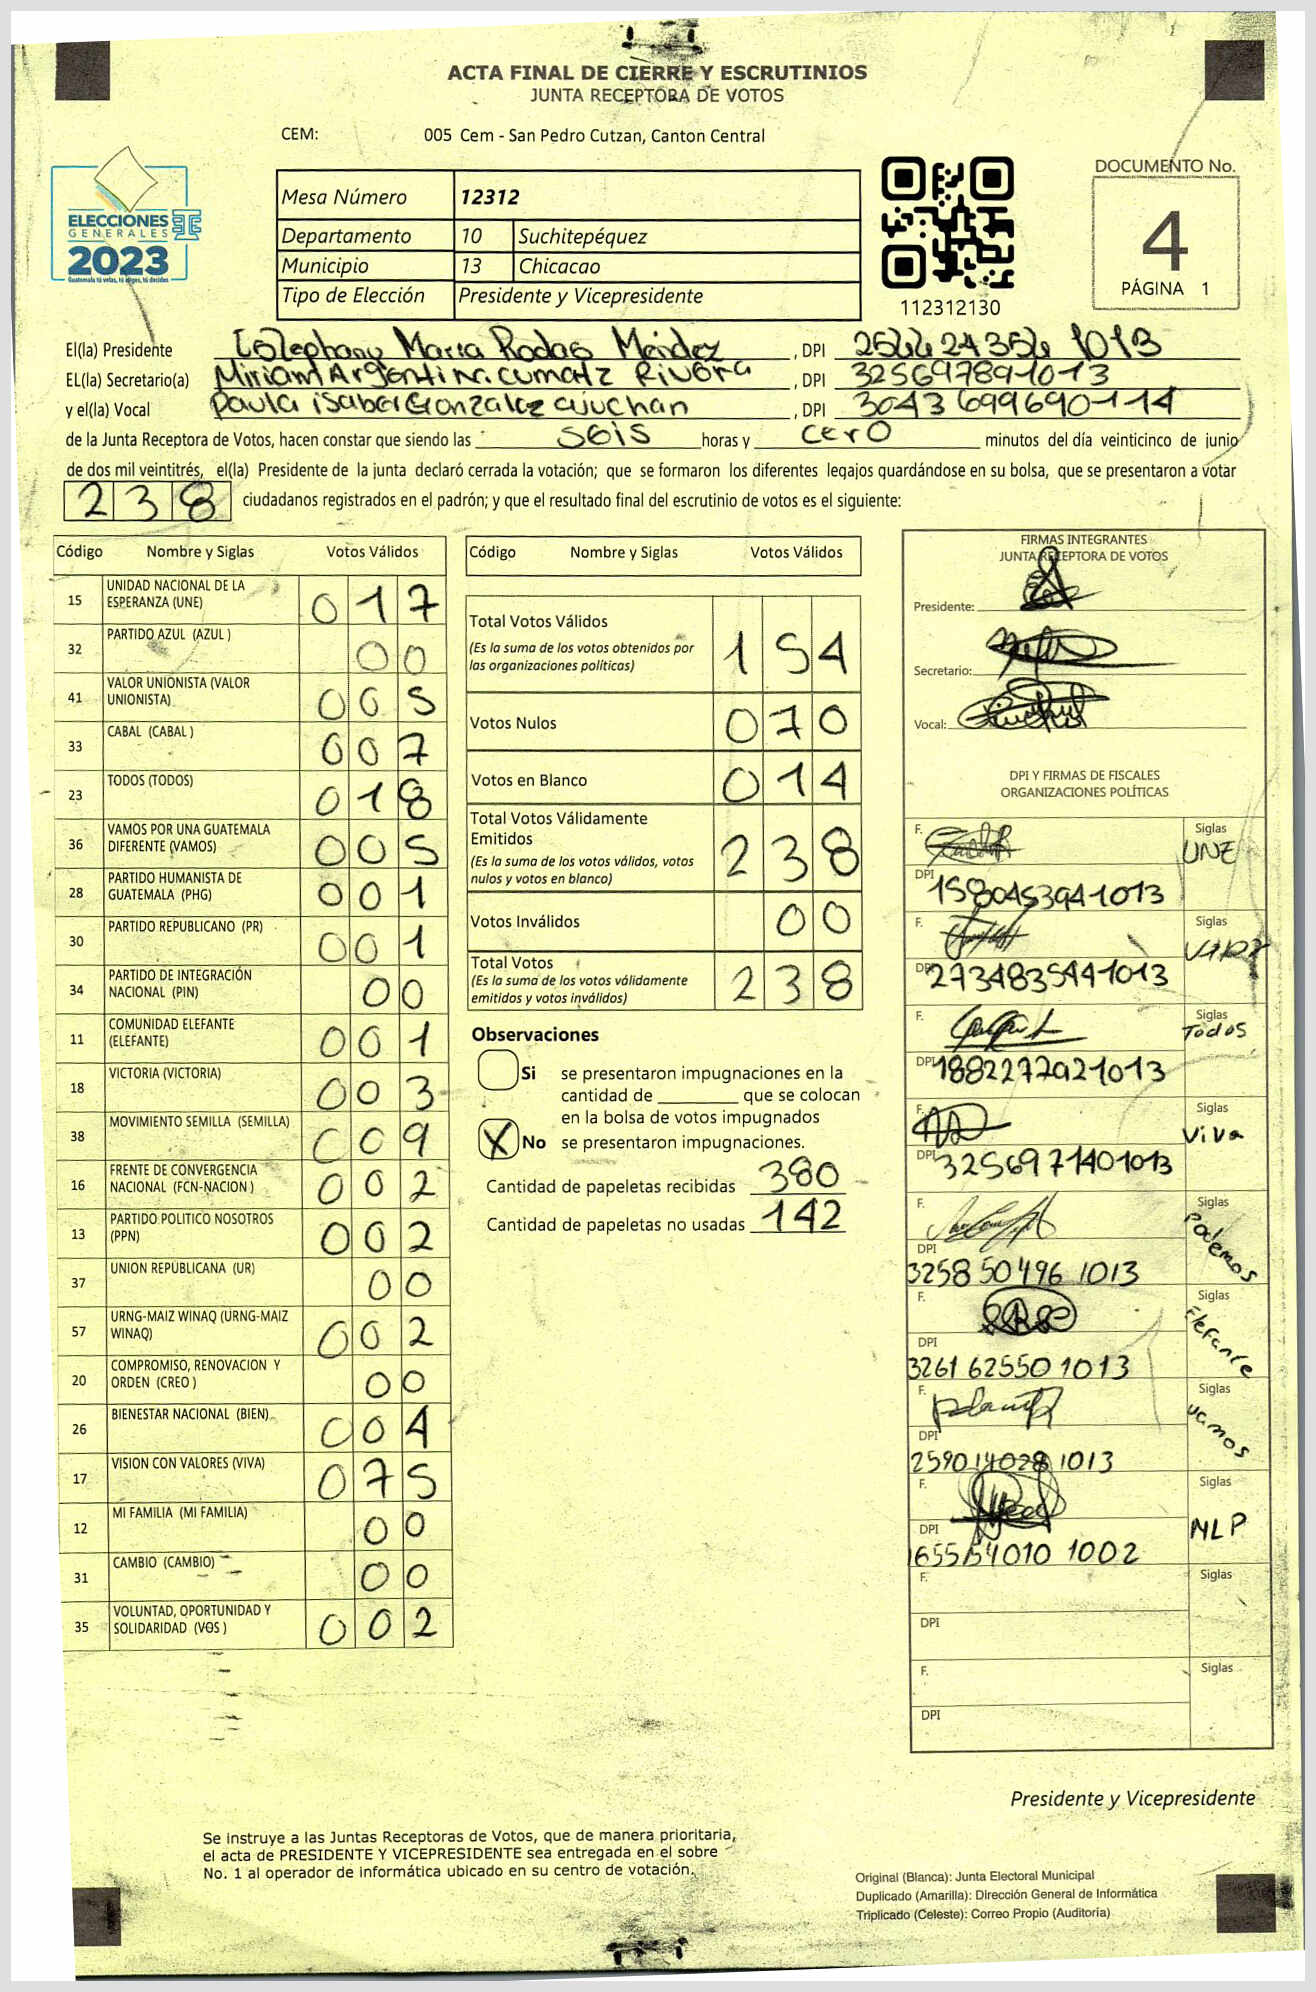 ACTA FINAL DE CIERRE Y ESCRUTINIOS
JUNTA RECEPTORA DE VOTOS
CEM: 005 Cem - San Pedro Cutzan, Canton Central
ELECCIONES
GENERALES
2023
Guatemala tú velas, tú eliges, tú decides
Mesa Número 12312
Departamento 10 Suchitepéquez
Municipio 13 Chicacao
Tipo de Elección Presidente y Vicepresidente
112312130
DOCUMENTO No.
4
PÁGINA 1
El(la) Presidente Estephany Maria Rodas Méndez , DPI 1013
EL(la) Secretario(a) Miriam Argentina cumatz Rivera , DPI 3256978941013
y el(la) Vocal Paula isabel Gonzalez , DPI 3043699690114
de la Junta Receptora de Votos, hacen constar que siendo las seis horas y cero minutos del día veinticinco de junio
de dos mil veintitrés, el(la) Presidente de la junta declaró cerrada la votación; que se formaron los diferentes legajos quardándose en su bolsa, que se presentaron a votar
238 ciudadanos registrados en el padrón; y que el resultado final del escrutinio de votos es el siguiente:
Código Nombre y Siglas Votos Válidos
15 UNIDAD NACIONAL DE LA ESPERANZA (UNE) 017
32 PARTIDO AZUL (AZUL ) 00
41 VALOR UNIONISTA (VALOR UNIONISTA) 005
33 CABAL (CABAL ) 007
23 TODOS (TODOS) 018
36 VAMOS POR UNA GUATEMALA DIFERENTE (VAMOS) 005
28 PARTIDO HUMANISTA DE GUATEMALA (PHG) 001
30 PARTIDO REPUBLICANO (PR) 001
34 PARTIDO DE INTEGRACIÓN NACIONAL (PIN) 00
11 COMUNIDAD ELEFANTE (ELEFANTE) 001
18 VICTORIA (VICTORIA) 003
38 MOVIMIENTO SEMILLA (SEMILLA) 009
16 FRENTE DE CONVERGENCIA NACIONAL (FCN-NACION ) 002
13 PARTIDO POLITICO NOSOTROS (PPN) 002
37 UNION REPUBLICANA (UR) 00
57 URNG-MAIZ WINAQ (URNG-MAIZ WINAQ) 002
20 COMPROMISO, RENOVACION Y ORDEN (CREO ) 00
26 BIENESTAR NACIONAL (BIEN) 004
17 VISION CON VALORES (VIVA) 075
12 MI FAMILIA (MI FAMILIA) 00
31 CAMBIO (CAMBIO) 00
35 VOLUNTAD, OPORTUNIDAD Y SOLIDARIDAD (VOS ) 002
Código Nombre y Siglas Votos Válidos
Total Votos Válidos 154
(Es la suma de los votos obtenidos por
las organizaciones políticas)
Votos Nulos 070
Votos en Blanco 014
Total Votos Válidamente
Emitidos 238
(Es la suma de los votos válidos, votos
nulos y votos en blanco)
Votos Inválidos 00
Total Votos 238
(Es la suma de los votos válidamente
emitidos y votos inválidos)
Observaciones
Si se presentaron impugnaciones en la
cantidad de ________ que se colocan
en la bolsa de votos impugnados
X No se presentaron impugnaciones.
Cantidad de papeletas recibidas 380
Cantidad de papeletas no usadas 142
FIRMAS INTEGRANTES
JUNTA RECEPTORA DE VOTOS
Presidente:
Secretario:
Vocal:
DPI Y FIRMAS DE FISCALES
ORGANIZACIONES POLÍTICAS
F. Siglas UNE
DPI 1580453941013
F. Siglas
DPI 2734835441013
F. Siglas Todos
DPI 1882277921013
F. Siglas Viva
DPI 3256971401013
F. Siglas Podemos
DPI 3258 50496 1013
F. Siglas Elefante
DPI 3261 62550 1013
F. Siglas Vamos
DPI 2590 14028 1013
F. Siglas MLP
DPI 1002
F. Siglas
DPI
F. Siglas
DPI
Presidente y Vicepresidente
Se instruye a las Juntas Receptoras de Votos, que de manera prioritaria,
el acta de PRESIDENTE Y VICEPRESIDENTE sea entregada en el sobre
No. 1 al operador de informática ubicado en su centro de votación.
Original (Blanca): Junta Electoral Municipal
Duplicado (Amarilla): Dirección General de Informática
Triplicado (Celeste): Correo Propio (Auditoría)